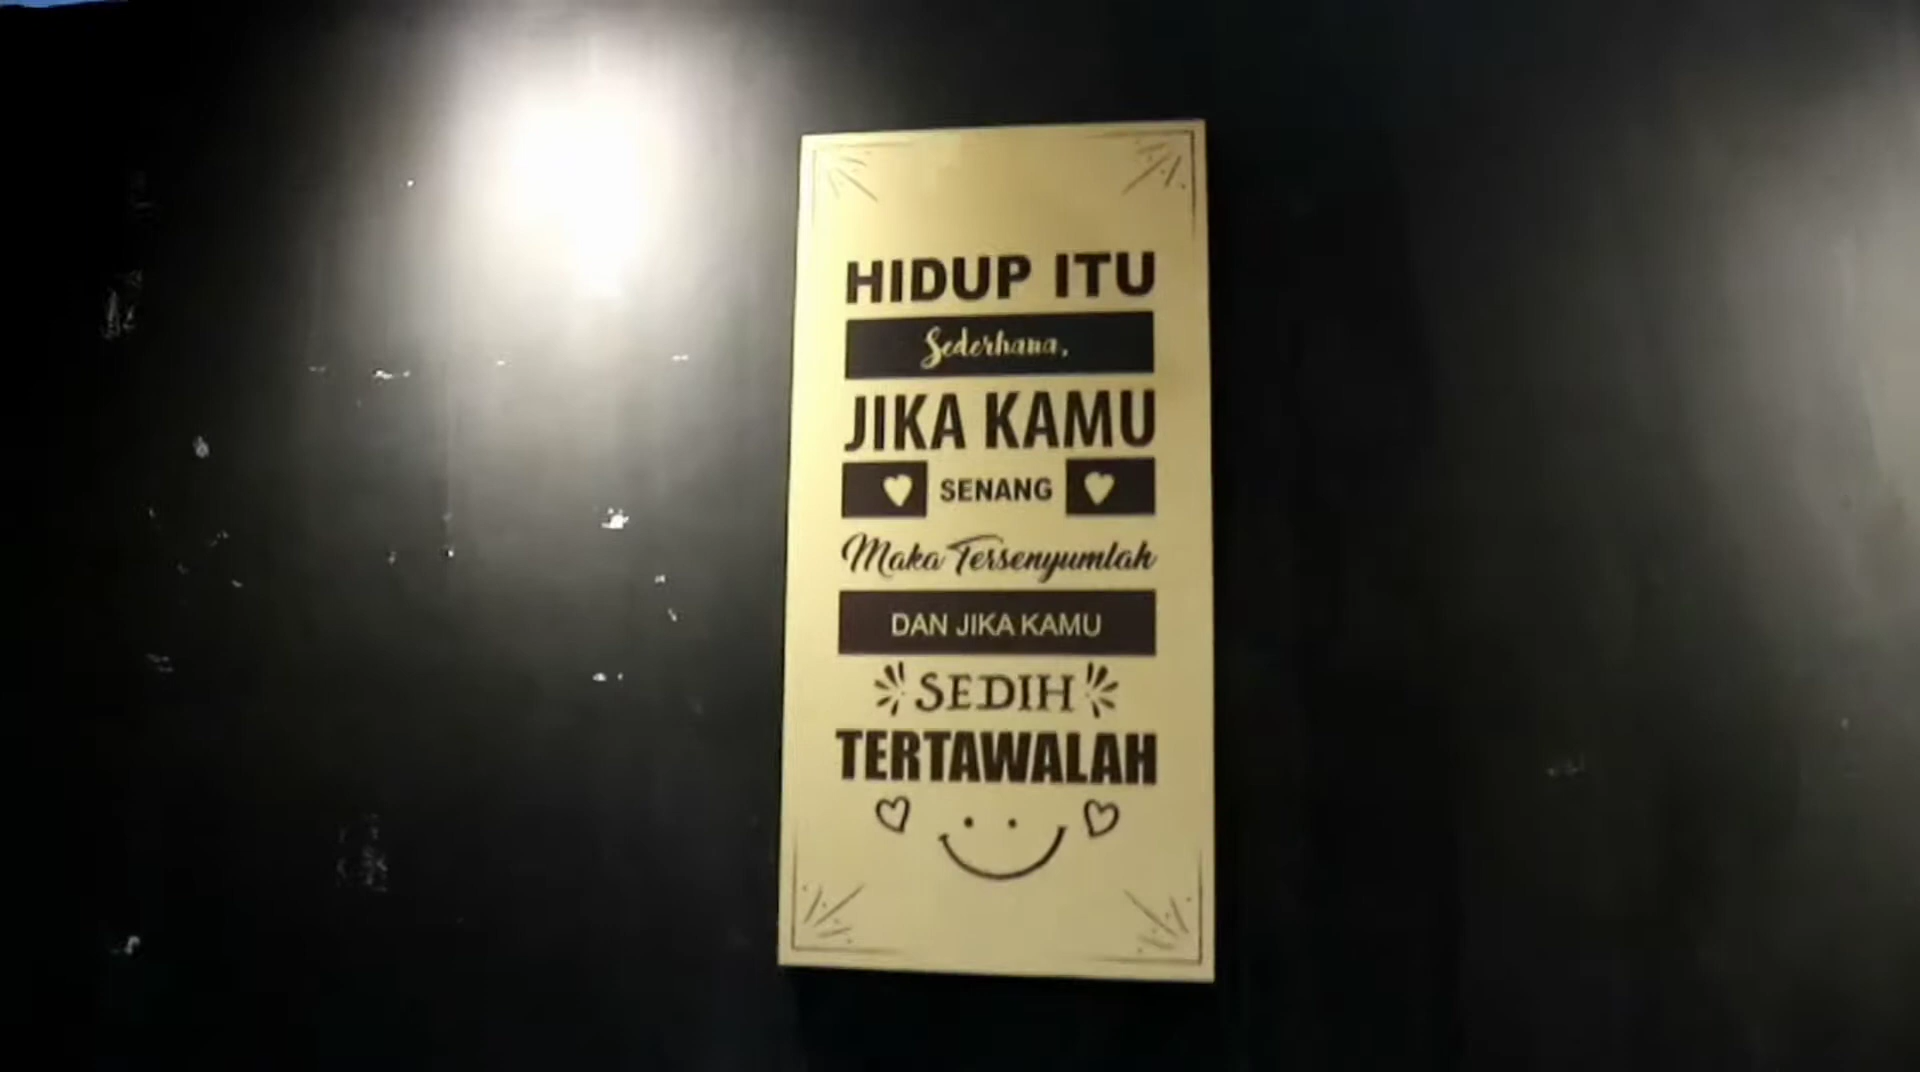 HIDUP ITU
Sederhana,
JIKA KAMU
SENANG
Maka Tersenyumlah
DAN JIKA KAMU
SEDIH
TERTAWALAH